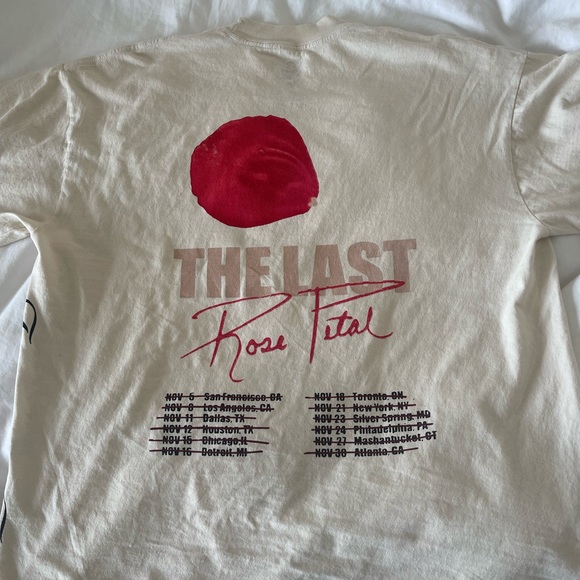 THE LAST
Rose Petal
NOV 5 San Francisco, CA
NOV 8 Los Angeles, CA
NOV 11 Dallas, TX
NOV 12 Houston, TX
NOV 15 Chicago, IL
NOV 16 Detroit, MI
NOV 18 Toronto, ON
NOV 21 New York, NY
NOV 23 Silver Spring, MD
NOV 24 Philadelphia, PA
NOV 27 Mashantucket, CT
NOV 30 Atlanta, GA